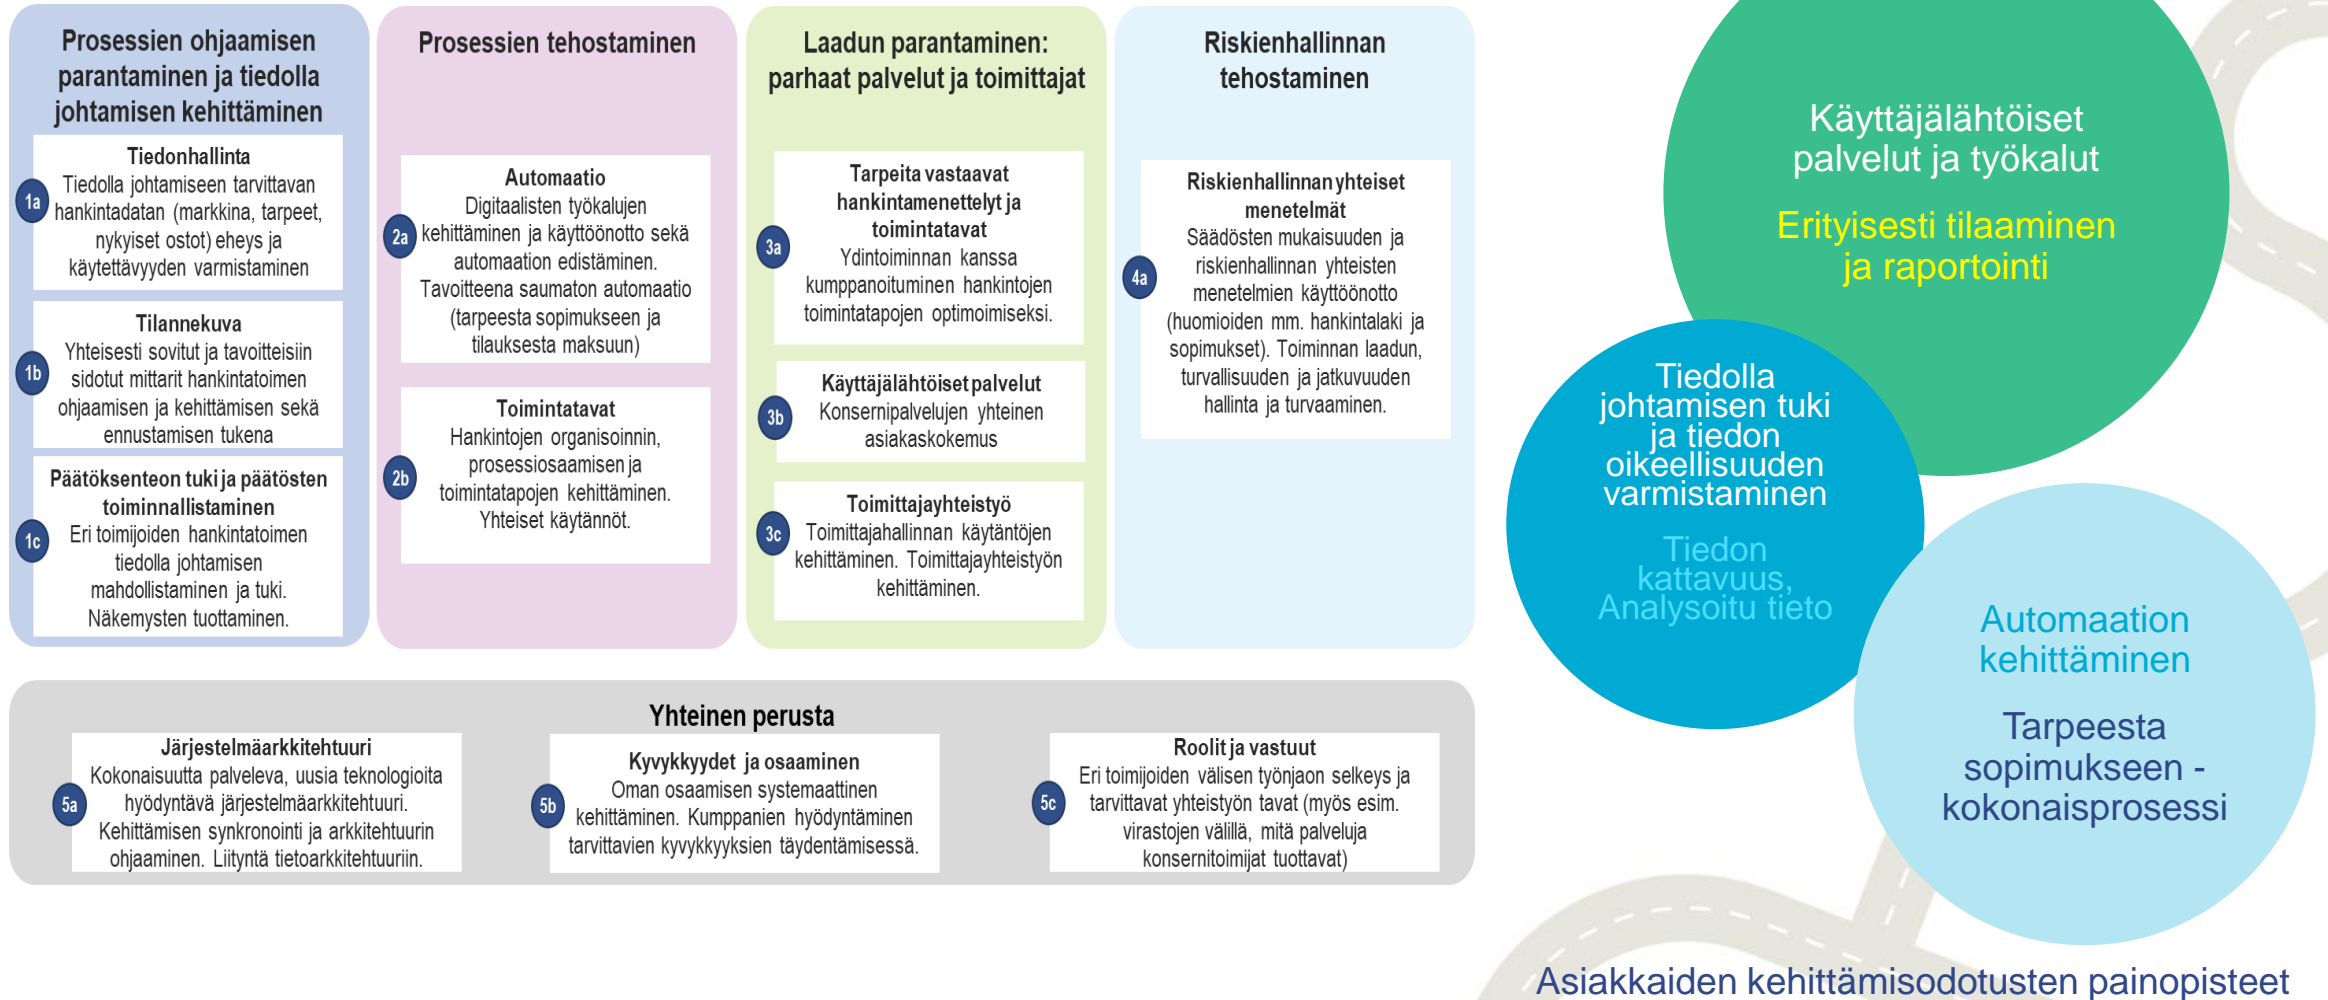 Prosessien ohjaamisen
parantaminen ja tiedolla
johtamisen kehittäminen
1a
Tiedonhallinta
Tiedolla johtamiseen tarvittavan
hankintadatan (markkina, tarpeet,
nykyiset ostot) eheys ja
käytettävyyden varmistaminen
1b
Tilannekuva
Yhteisesti sovitut ja tavoitteisiin
sidotut mittarit hankintatoimen
ohjaamisen ja kehittämisen sekä
ennustamisen tukena
1c
Päätöksenteon tuki ja päätösten
toiminnallistaminen
Eri toimijoiden hankintatoimen
tiedolla johtamisen
mahdollistaminen ja tuki.
Näkemysten tuottaminen.
Prosessien tehostaminen
2a
Automaatio
Digitaalisten työkalujen
kehittäminen ja käyttöönotto sekä
automaation edistäminen.
Tavoitteena saumaton automaatio
(tarpeesta sopimukseen ja
tilauksesta maksuun)
2b
Toimintatavat
Hankintojen organisoinnin,
prosessiosaamisen ja
toimintatapojen kehittäminen.
Yhteiset käytännöt.
Laadun parantaminen:
parhaat palvelut ja toimittajat
3a
Tarpeita vastaavat
hankintamenettelyt ja
toimintatavat
Ydintoiminnan kanssa
kumppanoituminen hankintojen
toimintatapojen optimoimiseksi.
3b
Käyttäjälähtöiset palvelut
Konsernipalvelujen yhteinen
asiakaskokemus
3c
Toimittajayhteistyö
Toimittajahallinnan käytäntöjen
kehittäminen. Toimittajayhteistyön
kehittäminen.
Riskienhallinnan
tehostaminen
4a
Riskienhallinnan yhteiset
menetelmät
Säädösten mukaisuuden ja
riskienhallinnan yhteisten
menetelmien käyttöönotto
(huomioiden mm. hankintalaki ja
sopimukset). Toiminnan laadun,
turvallisuuden ja jatkuvuuden
hallinta ja turvaaminen.
Yhteinen perusta
5a
Järjestelmäarkkitehtuuri
Kokonaisuutta palveleva, uusia teknologioita
hyödyntävä järjestelmäarkkitehtuuri.
Kehittämisen synkronointi ja arkkitehtuurin
ohjaaminen. Liityntä tietoarkkitehtuuriin.
5b
Kyvykkyydet ja osaaminen
Oman osaamisen systemaattinen
kehittäminen. Kumppanien hyödyntäminen
tarvittavien kyvykkyyksien täydentämisessä.
5c
Roolit ja vastuut
Eri toimijoiden välisen työnjaon selkeys ja
tarvittavat yhteistyön tavat (myös esim.
virastojen välillä, mitä palveluja
konsernitoimijat tuottavat)
Käyttäjälähtöiset
palvelut ja työkalut
Erityisesti tilaaminen
ja raportointi
Tiedolla
johtamisen tuki
ja tiedon
oikeellisuuden
varmistaminen
Tiedon
kattavuus,
Analysoitu tieto
Automaation
kehittäminen
Tarpeesta
sopimukseen -
kokonaisprosessi
Asiakkaiden kehittämisodotusten painopisteet